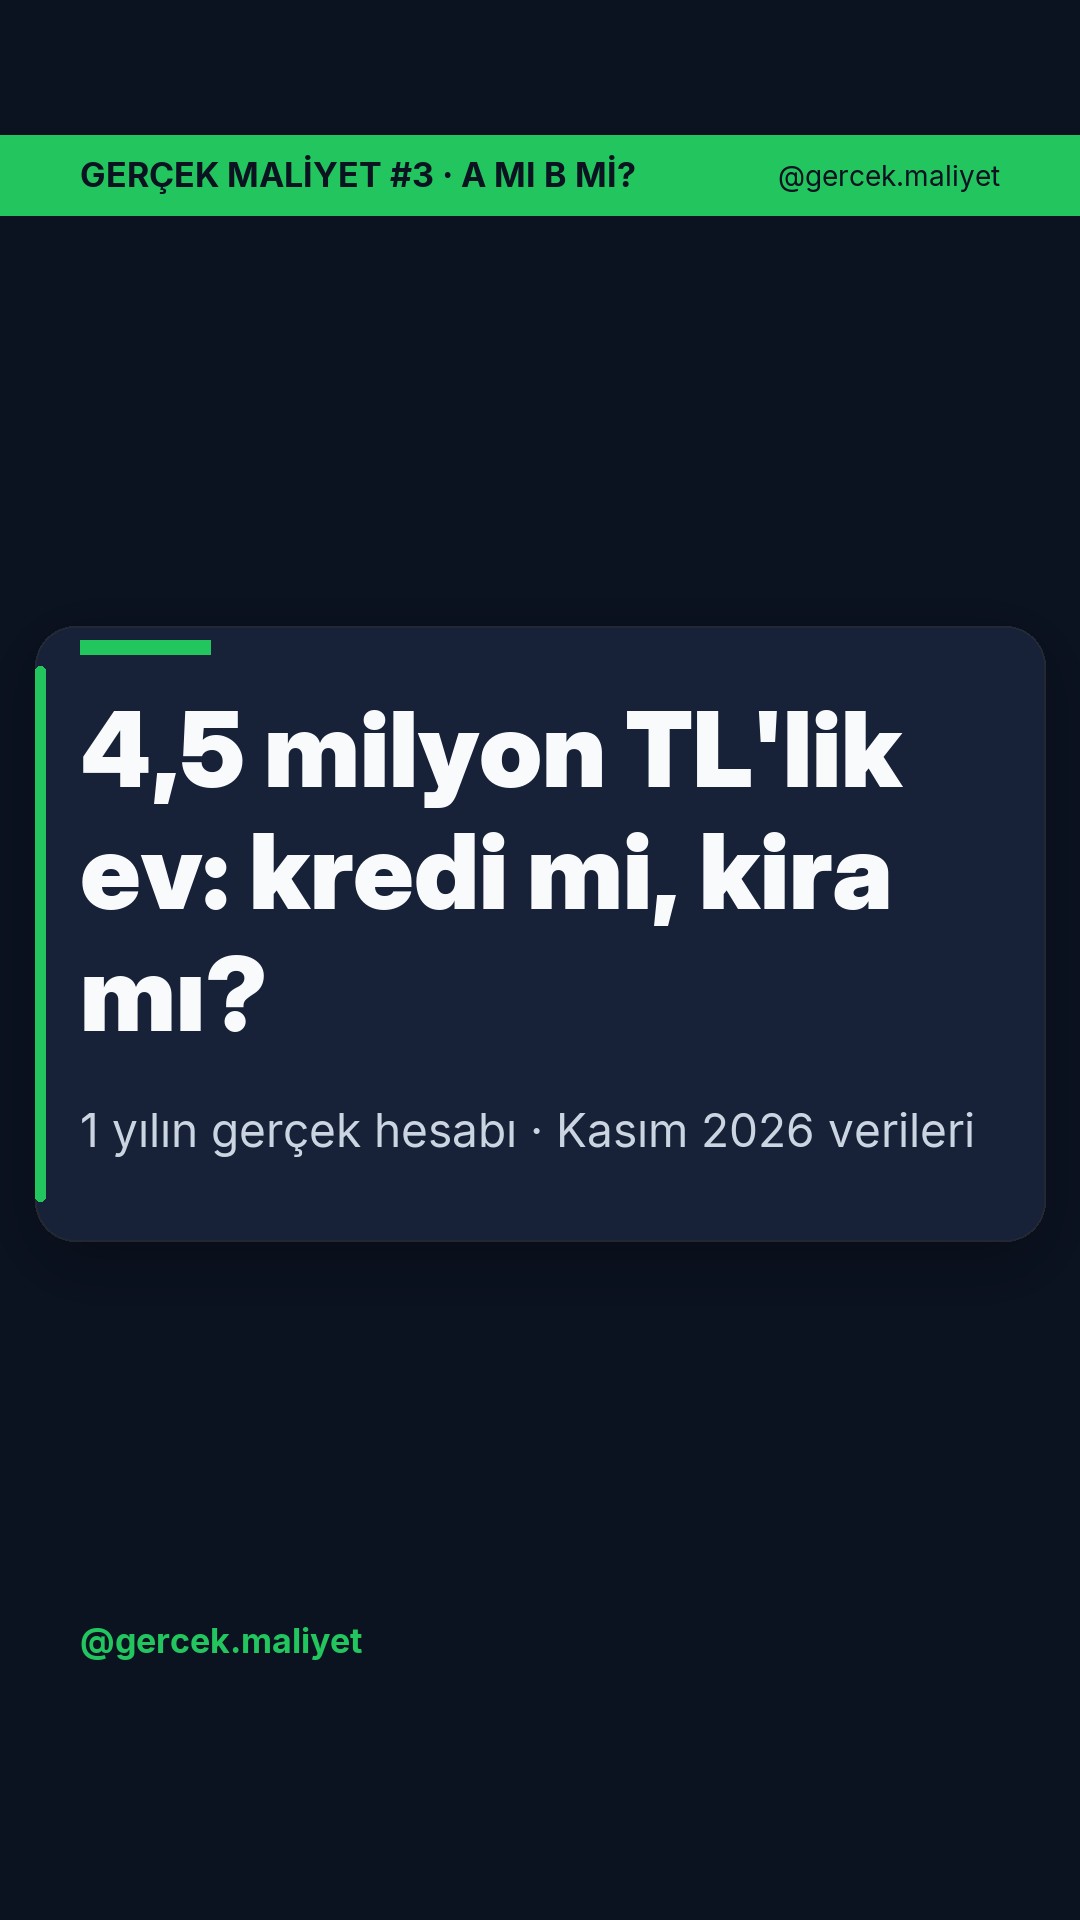 GERÇEK MALİYET #3 · A MI B Mİ?
@gercek.maliyet
4,5 milyon TL'lik
ev: kredi mi, kira
mı?
1 yılın gerçek hesabı · Kasım 2026 verileri
@gercek.maliyet